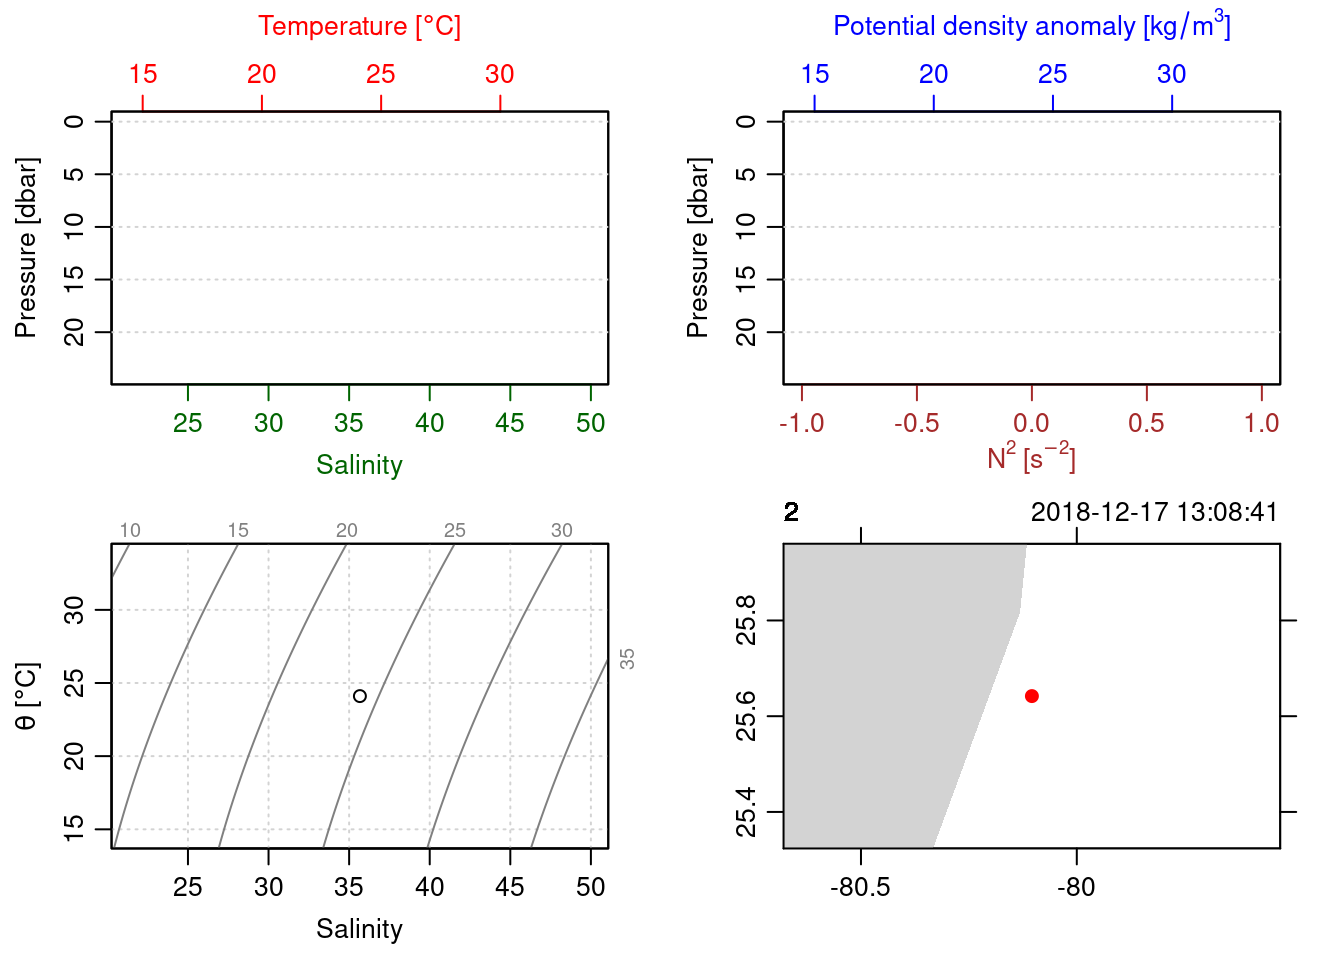 Temperature [°C]
15 20 25 30
0
5
10
15
20
Pressure [dbar]
25 30 35 40 45 50
Salinity
Potential density anomaly [kg/m³]
15 20 25 30
0
5
10
15
20
Pressure [dbar]
-1.0 -0.5 0.0 0.5 1.0
N² [s⁻²]
10 15 20 25 30
35
30
25
20
15
θ [°C]
25 30 35 40 45 50
Salinity
2 2018-12-17 13:08:41
25.8
25.6
25.4
-80.5 -80